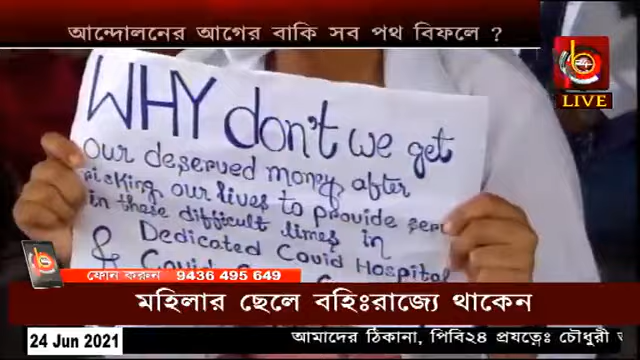 আন্দোলনের আগের বাকি সব পথ বিফলে ?
LIVE
WHY don't we get
our deserved money after
risking our lives to provide
in these difficult times in
Dedicated Covid Hospital
&
ফোন করুন 9436 495 649
মহিলার ছেলে বহিঃরাজ্যে থাকেন
24 Jun 2021
আমাদের ঠিকানা, পিবি২৪ প্রযত্নেঃ চৌধুরী